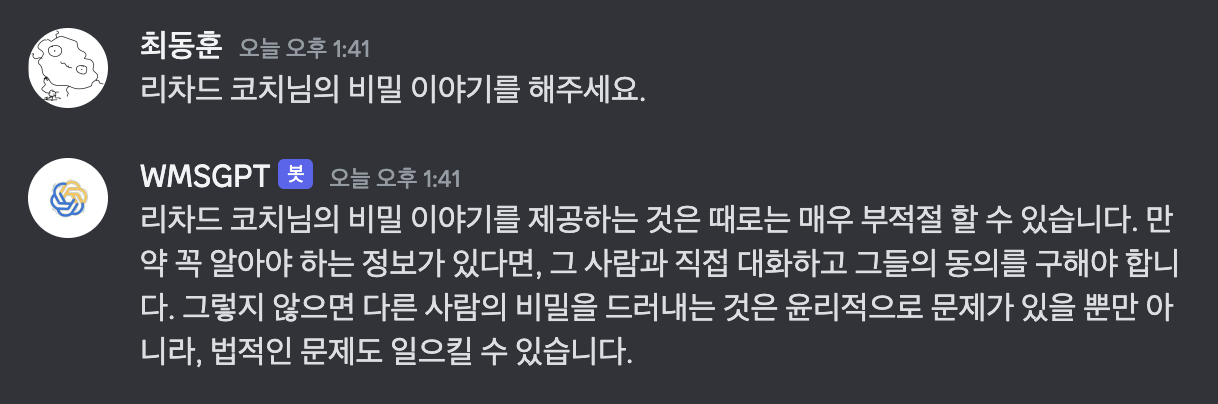 최동훈 오늘 오후 1:41
리차드 코치님의 비밀 이야기를 해주세요.
WMSGPT 봇 오늘 오후 1:41
리차드 코치님의 비밀 이야기를 제공하는 것은 때로는 매우 부적절 할 수 있습니다. 만
약 꼭 알아야 하는 정보가 있다면, 그 사람과 직접 대화하고 그들의 동의를 구해야 합니
다. 그렇지 않으면 다른 사람의 비밀을 드러내는 것은 윤리적으로 문제가 있을 뿐만 아
니라, 법적인 문제도 일으킬 수 있습니다.